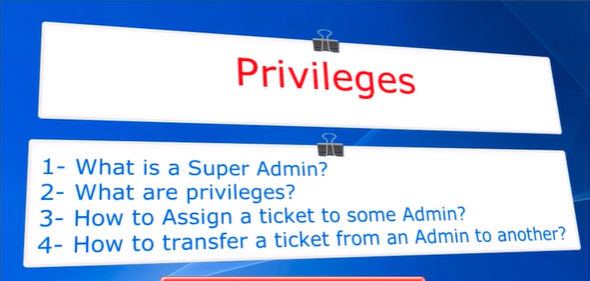 Privileges
1- What is a Super Admin?
2- What are privileges?
3- How to Assign a ticket to some Admin?
4- How to transfer a ticket from an Admin to another?